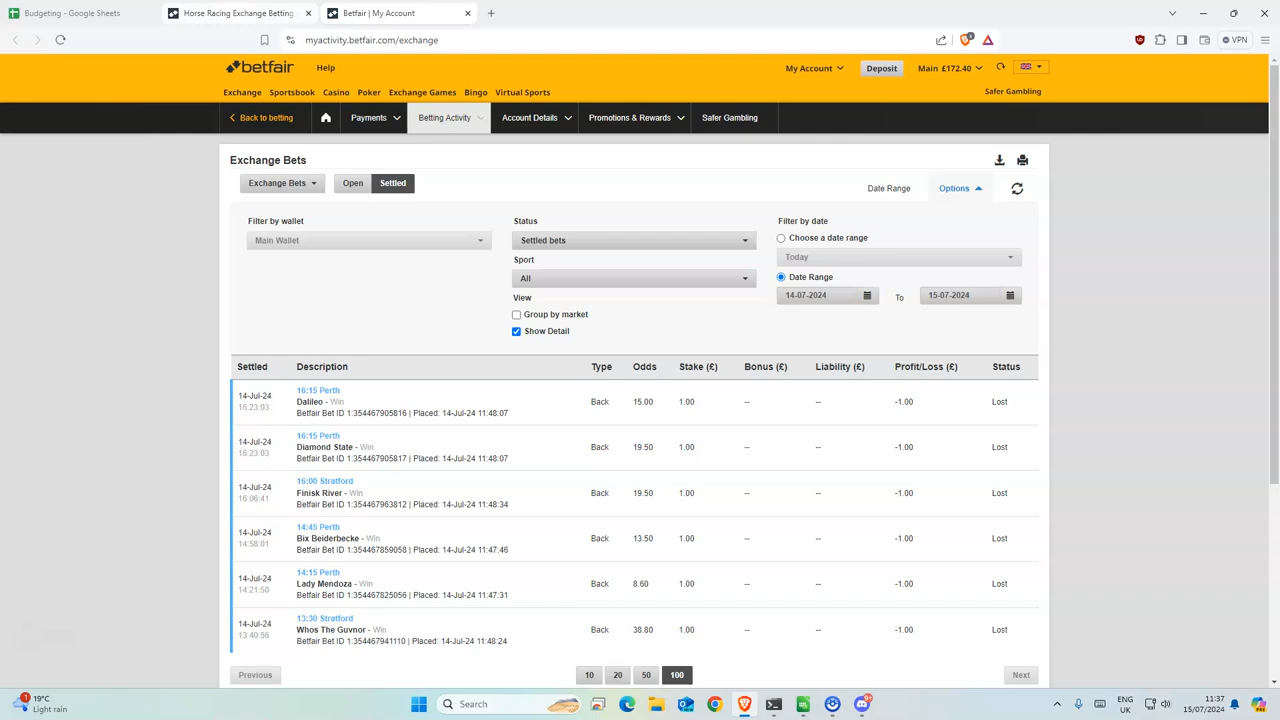 Budgeting - Google Sheets
Horse Racing Exchange Betting
Betfair | My Account
myactivity.betfair.com/exchange
VPN
betfair
Help
My Account
Deposit
Main £172.40
Exchange Sportsbook Casino Poker Exchange Games Bingo Virtual Sports
Safer Gambling
Back to betting
Payments
Betting Activity
Account Details
Promotions & Rewards
Safer Gambling
Exchange Bets
Exchange Bets
Open Settled
Date Range
Options
Filter by wallet
Main Wallet
Status
Settled bets
Sport
All
View
Group by market
Show Detail
Filter by date
Choose a date range
Today
Date Range
14-07-2024 To 15-07-2024
Settled Description Type Odds Stake (£) Bonus (£) Liability (£) Profit/Loss (£) Status
16:15 Perth
14-Jul-24 Dalileo - Win Back 15.00 1.00 -- -- -1.00 Lost
16:23:03 Betfair Bet ID 1:354467905816 | Placed: 14-Jul-24 11:48:07
16:15 Perth
14-Jul-24 Diamond State - Win Back 19.50 1.00 -- -- -1.00 Lost
16:23:03 Betfair Bet ID 1:354467905817 | Placed: 14-Jul-24 11:48:07
16:00 Stratford
14-Jul-24 Finisk River - Win Back 19.50 1.00 -- -- -1.00 Lost
16:06:41 Betfair Bet ID 1:354467963812 | Placed: 14-Jul-24 11:48:34
14:45 Perth
14-Jul-24 Bix Beiderbecke - Win Back 13.50 1.00 -- -- -1.00 Lost
14:58:01 Betfair Bet ID 1:354467859058 | Placed: 14-Jul-24 11:47:46
14:15 Perth
14-Jul-24 Lady Mendoza - Win Back 8.60 1.00 -- -- -1.00 Lost
14:21:50 Betfair Bet ID 1:354467825056 | Placed: 14-Jul-24 11:47:31
13:30 Stratford
14-Jul-24 Whos The Guvnor - Win Back 38.80 1.00 -- -- -1.00 Lost
13:40:56 Betfair Bet ID 1:354467941110 | Placed: 14-Jul-24 11:48:24
Previous 10 20 50 100 Next
1
19°C
Light rain
Search
ENG
UK
11:37
15/07/2024